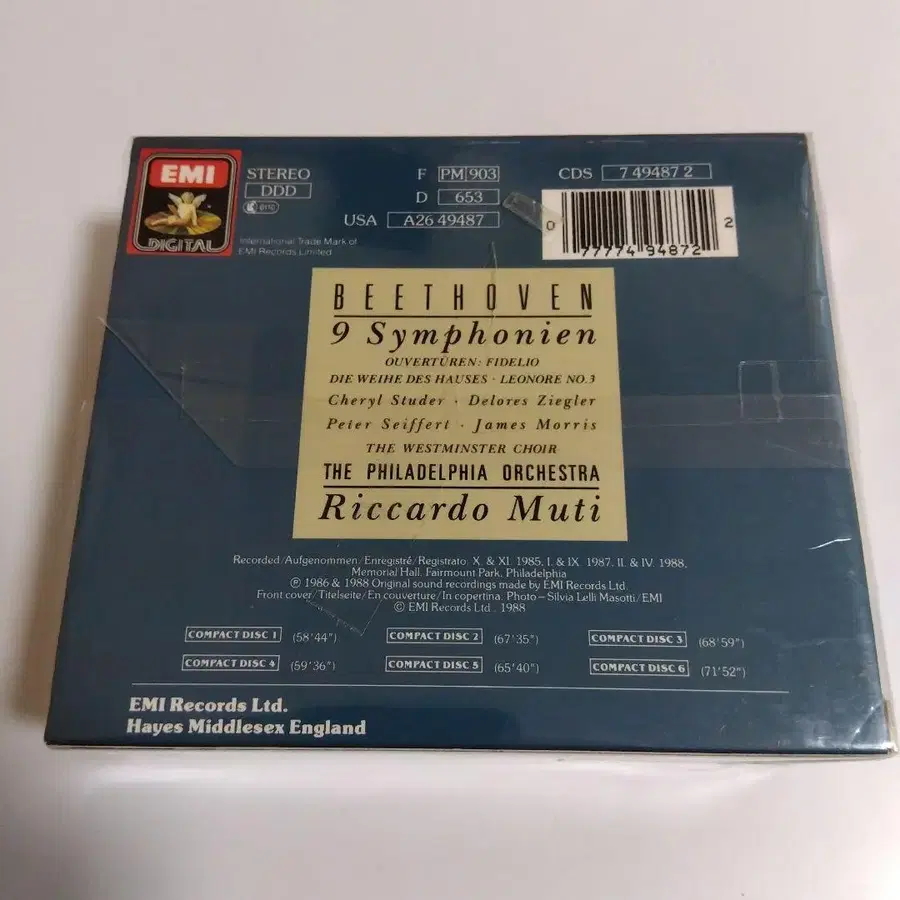 EMI
DIGITAL
STEREO
DDD
International Trade Mark of
EMI Records Limited
F PM 903
D 653
USA A26 49487
CDS 7 49487 2
0 77774 94872 2
BEETHOVEN
9 Symphonien
OUVERTÜREN: FIDELIO
DIE WEIHE DES HAUSES · LEONORE NO.3
Cheryl Studer · Delores Ziegler
Peter Seiffert · James Morris
THE WESTMINSTER CHOIR
THE PHILADELPHIA ORCHESTRA
Riccardo Muti
Recorded/Aufgenommen/Enregistré/Registrato: X. & XI. 1985, I. & IX. 1987, II. & IV. 1988,
Memorial Hall, Fairmount Park, Philadelphia
℗ 1986 & 1988 Original sound recordings made by EMI Records Ltd.
Front cover/Titelseite/En couverture/In copertina: Photo – Silvia Lelli Masotti/EMI
© EMI Records Ltd., 1988
COMPACT DISC 1 (58'44") COMPACT DISC 2 (67'35") COMPACT DISC 3 (68'59")
COMPACT DISC 4 (59'36") COMPACT DISC 5 (65'40") COMPACT DISC 6 (71'52")
EMI Records Ltd.
Hayes Middlesex England